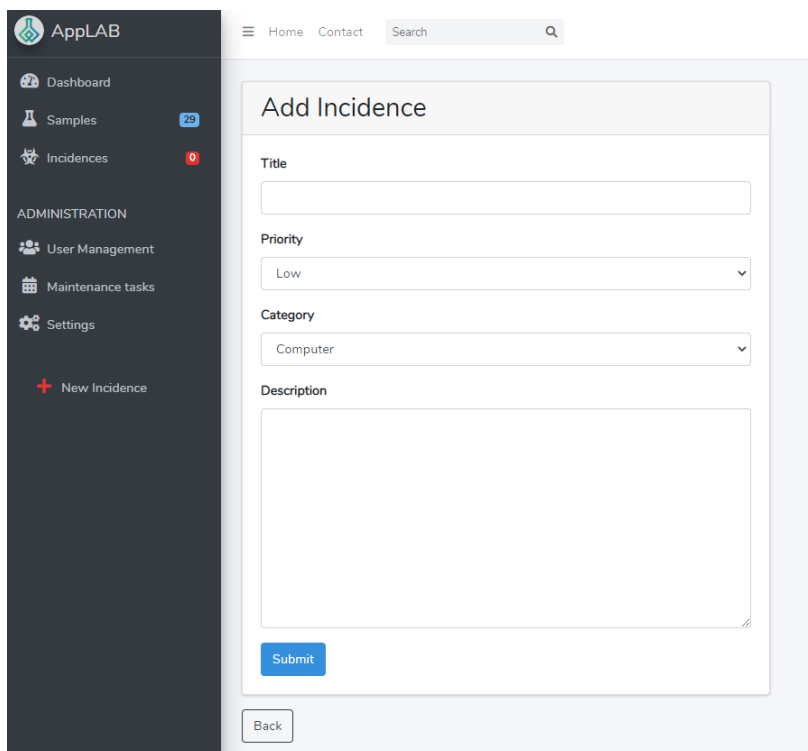 AppLAB
Home Contact Search
Dashboard
Samples 29
Incidences 0
ADMINISTRATION
User Management
Maintenance tasks
Settings
New Incidence
Add Incidence
Title
Priority
Low
Category
Computer
Description
Submit
Back